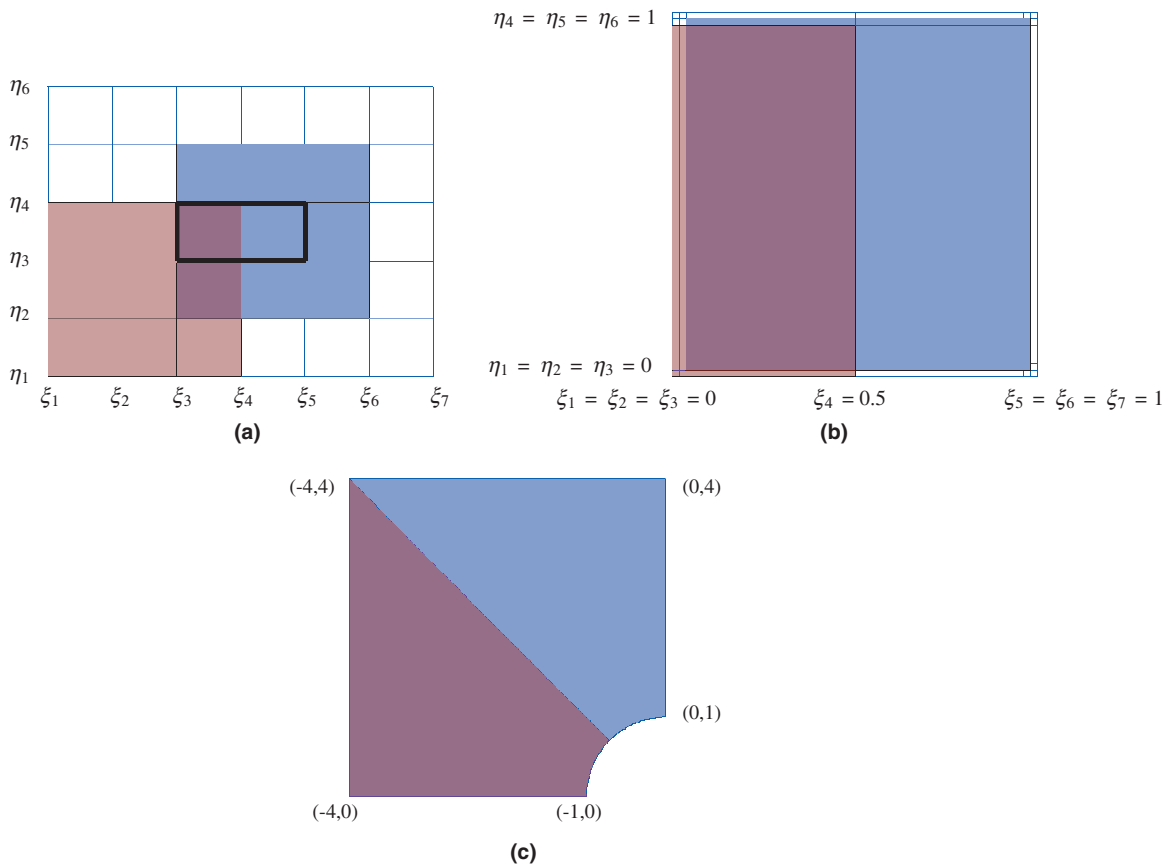 η6
η5
η4
η3
η2
η1
ξ1 ξ2 ξ3 ξ4 ξ5 ξ6 ξ7
(a)
η4 = η5 = η6 = 1
η1 = η2 = η3 = 0
ξ1 = ξ2 = ξ3 = 0 ξ4 = 0.5 ξ5 = ξ6 = ξ7 = 1
(b)
(-4,4) (0,4)
(0,1)
(-4,0) (-1,0)
(c)